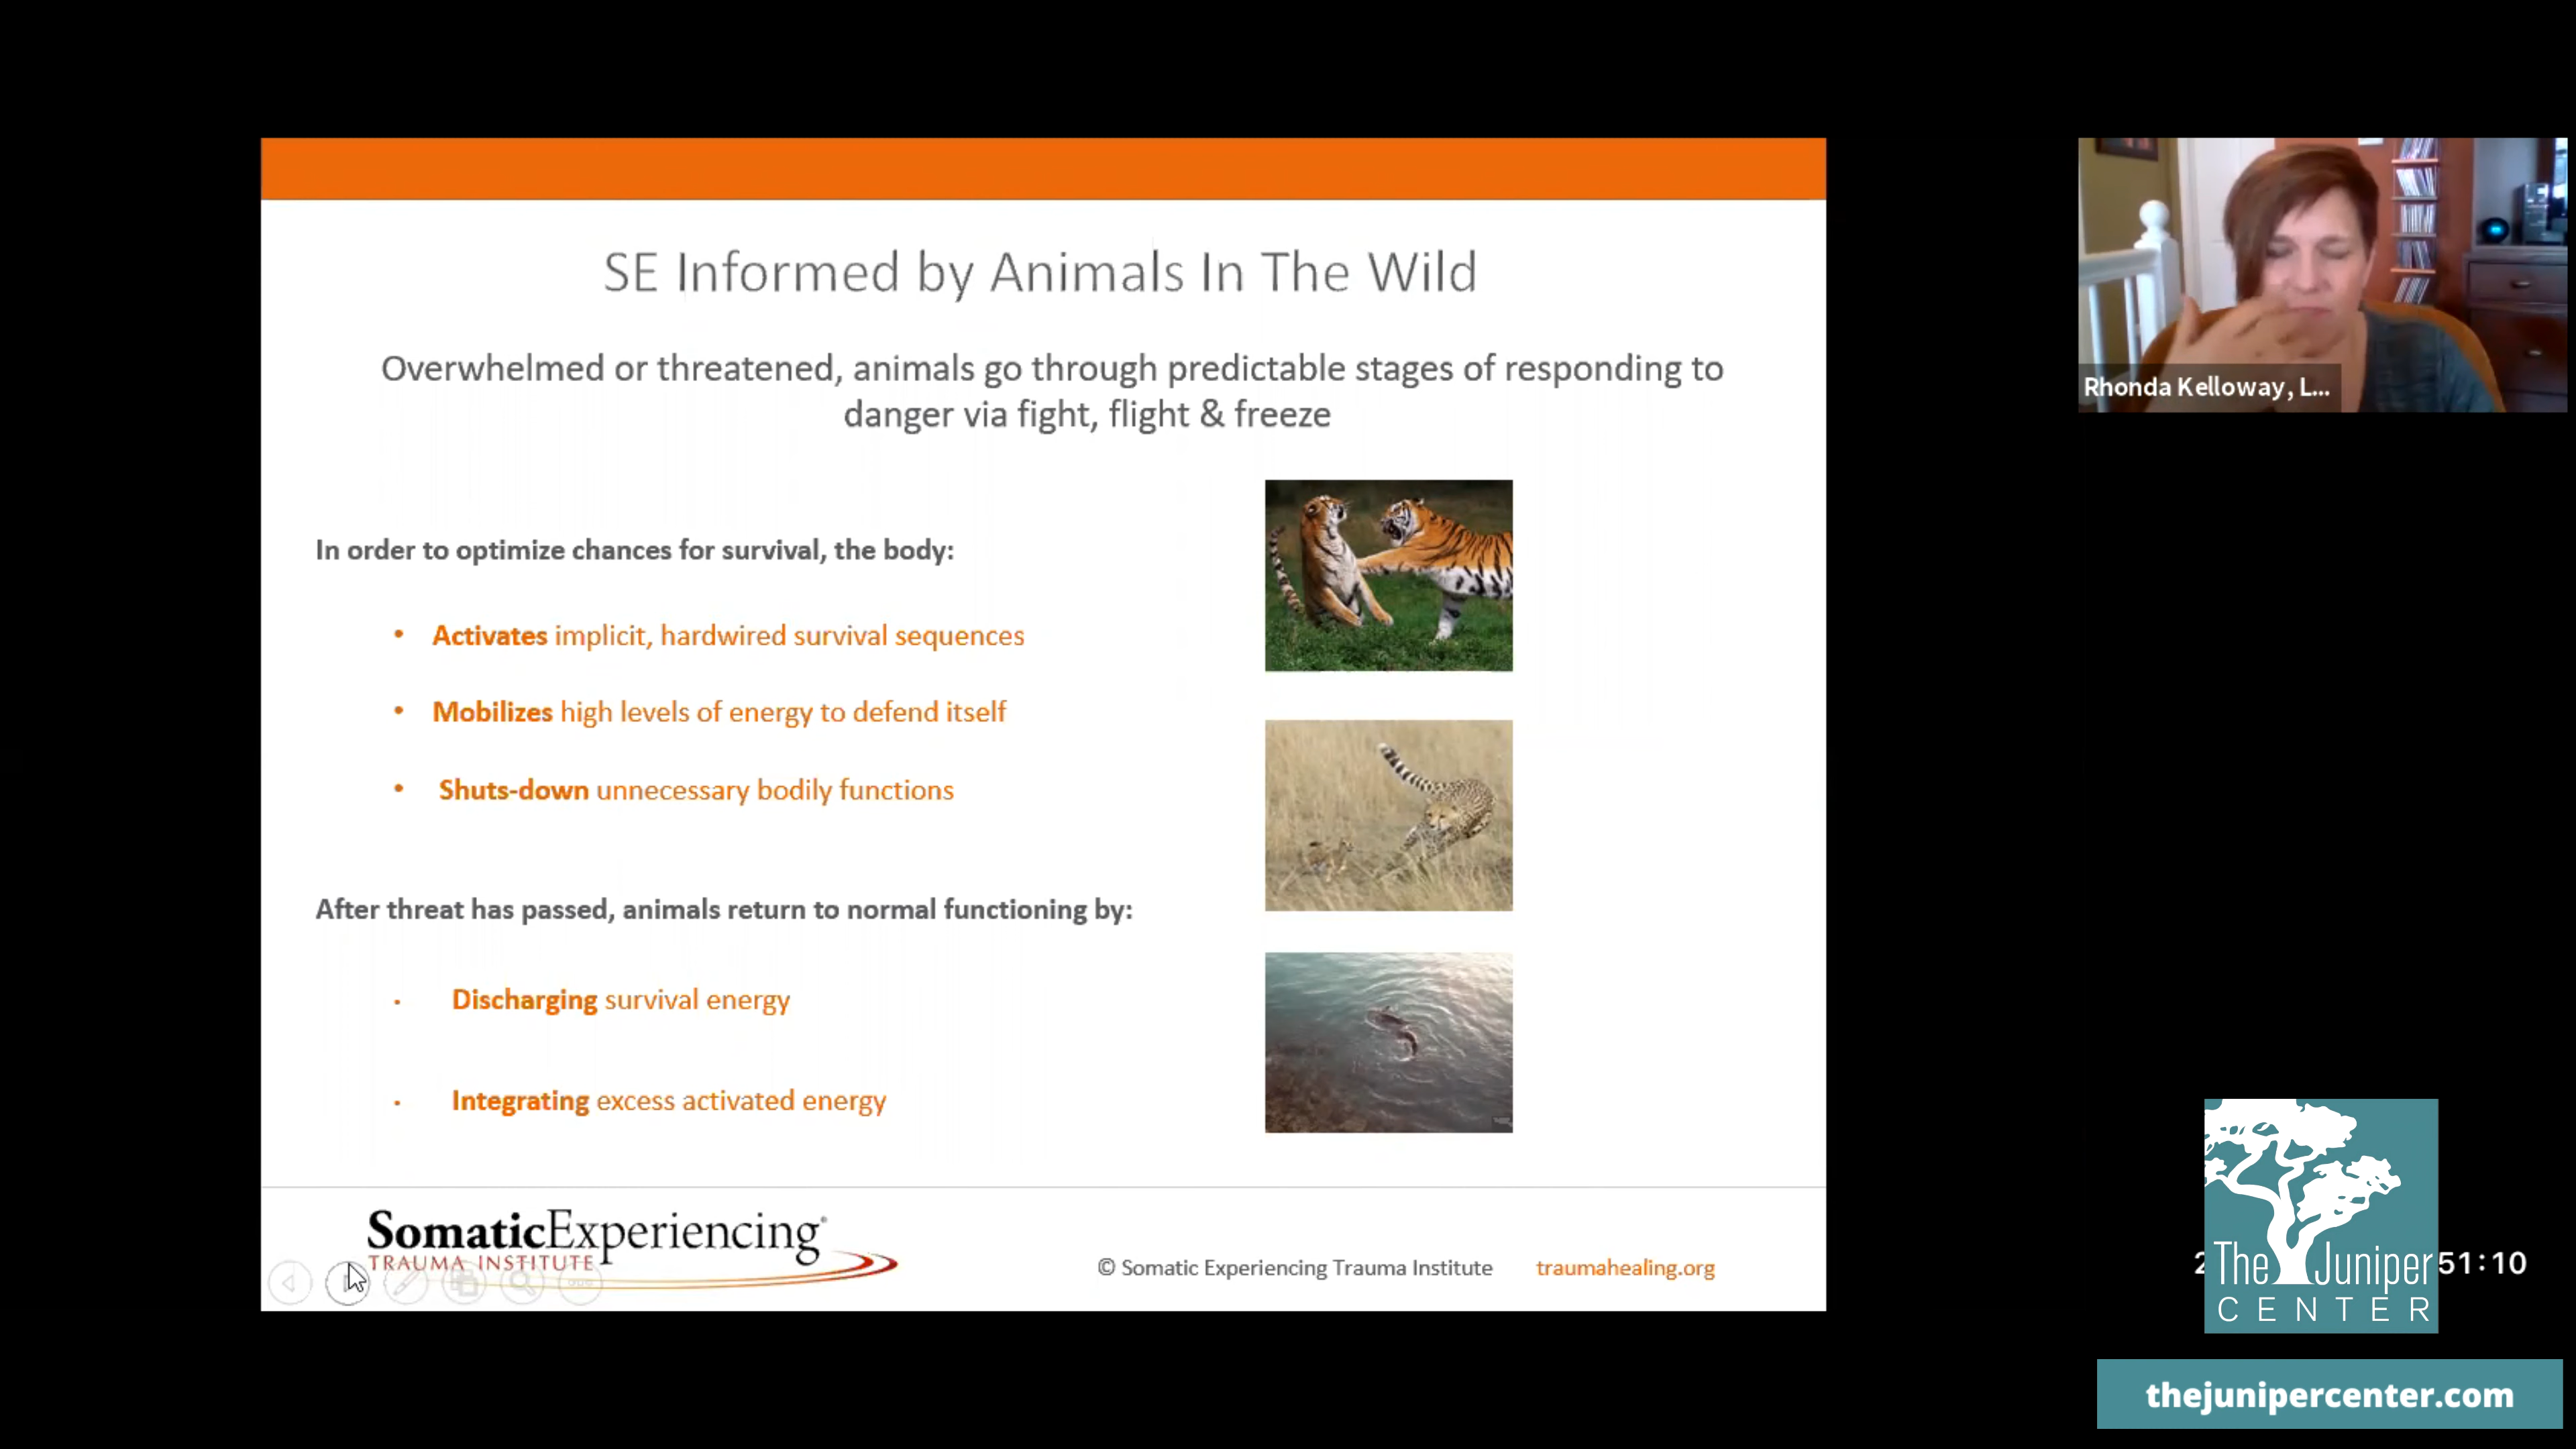 SE Informed by Animals In The Wild
Overwhelmed or threatened, animals go through predictable stages of responding to
danger via fight, flight & freeze
In order to optimize chances for survival, the body:
• Activates implicit, hardwired survival sequences
• Mobilizes high levels of energy to defend itself
• Shuts-down unnecessary bodily functions
After threat has passed, animals return to normal functioning by:
• Discharging survival energy
• Integrating excess activated energy
SomaticExperiencing®
TRAUMA INSTITUTE
© Somatic Experiencing Trauma Institute traumahealing.org
Rhonda Kelloway, L...
The Juniper
CENTER
51:10
thejunipercenter.com